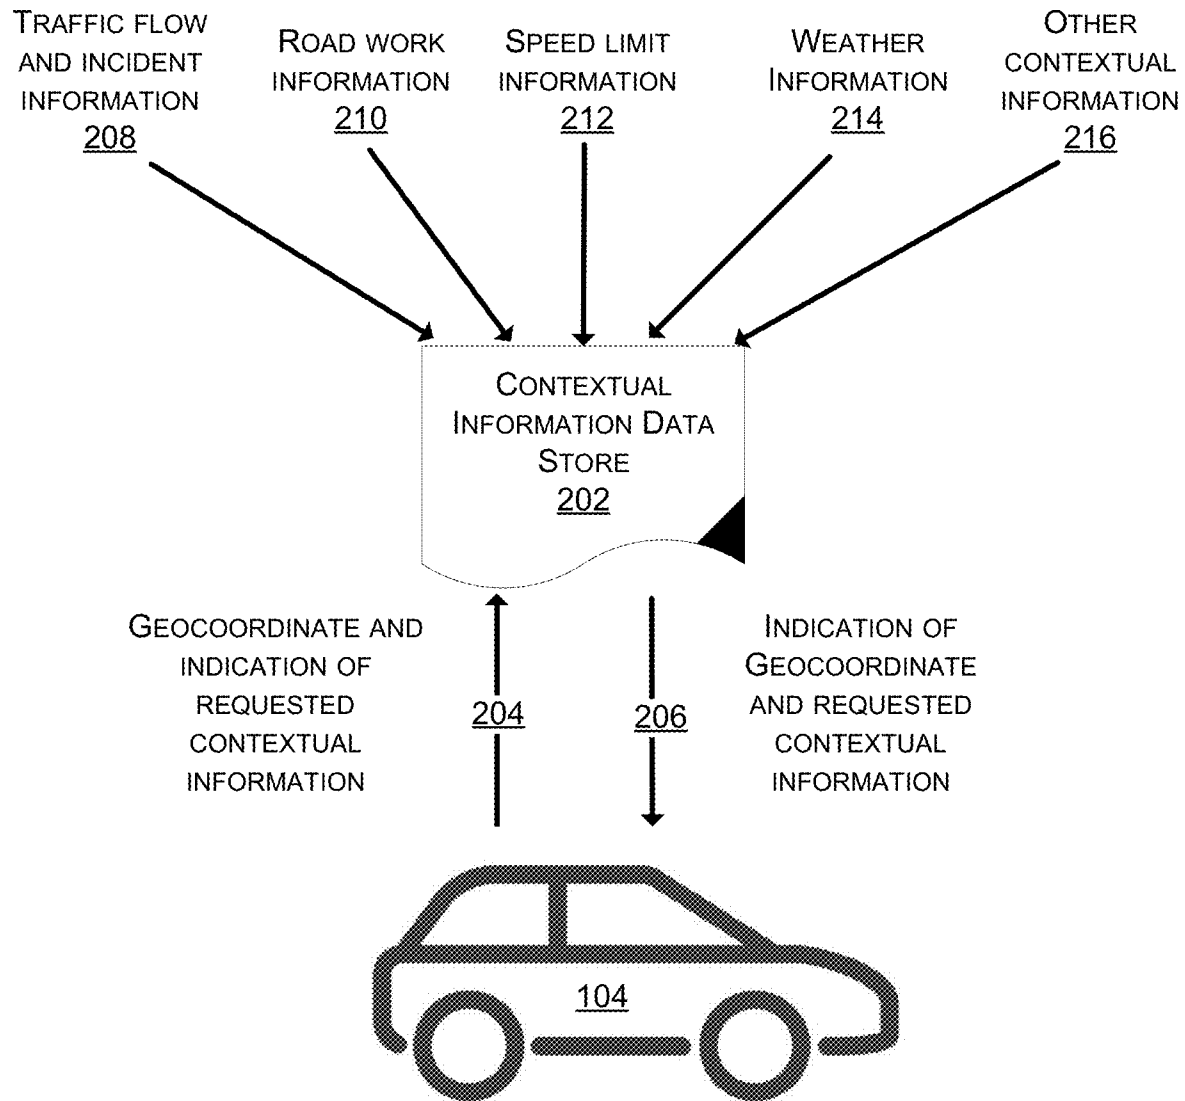 TRAFFIC FLOW
AND INCIDENT
INFORMATION
208
ROAD WORK
INFORMATION
210
SPEED LIMIT
INFORMATION
212
WEATHER
INFORMATION
214
OTHER
CONTEXTUAL
INFORMATION
216
CONTEXTUAL
INFORMATION DATA
STORE
202
GEOCOORDINATE AND
INDICATION OF
REQUESTED
CONTEXTUAL
INFORMATION
204
206
INDICATION OF
GEOCOORDINATE
AND REQUESTED
CONTEXTUAL
INFORMATION
104